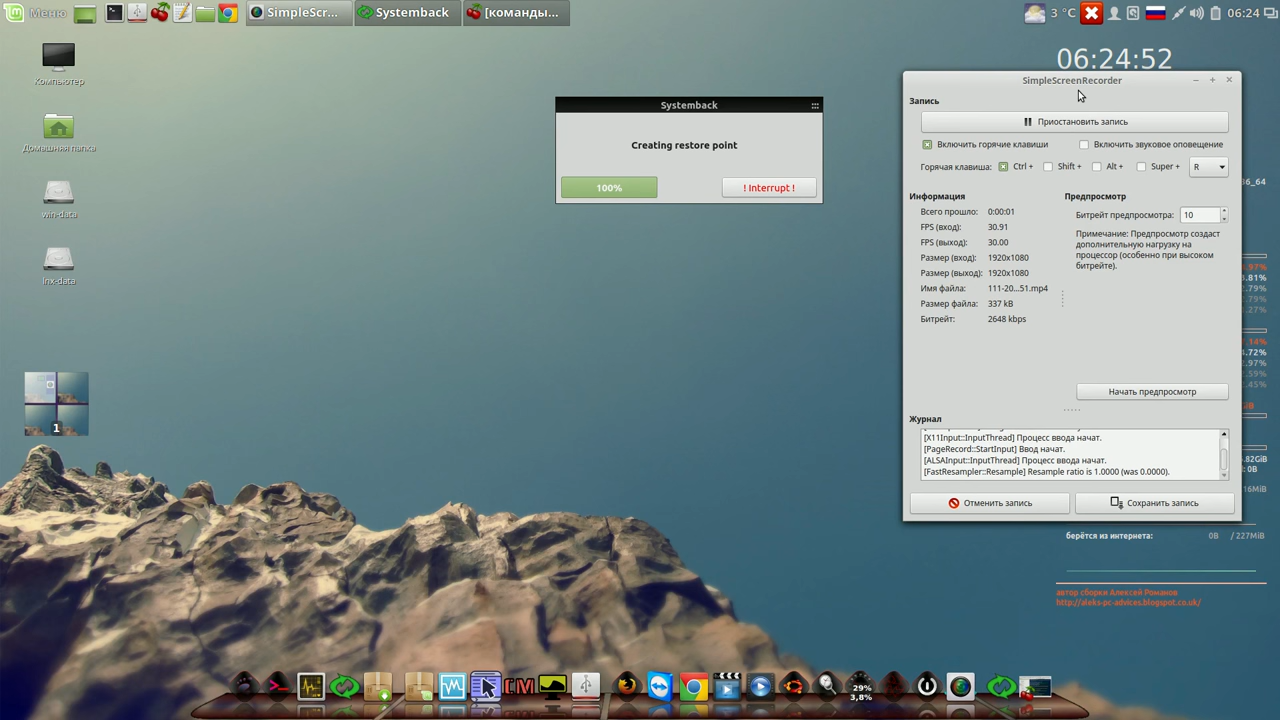 Меню
SimpleScr...
Systemback
[команды...
3 °C
06:24
Компьютер
Домашняя папка
win-data
lnx-data
1
06:24:52
Systemback
Creating restore point
100%
! Interrupt !
SimpleScreenRecorder
Запись
Приостановить запись
Включить горячие клавиши
Включить звуковое оповещение
Горячая клавиша: Ctrl + Shift + Alt + Super + R
Информация
Всего прошло: 0:00:01
FPS (вход): 30.91
FPS (выход): 30.00
Размер (вход): 1920x1080
Размер (выход): 1920x1080
Имя файла: 111-20...51.mp4
Размер файла: 337 kB
Битрейт: 2648 kbps
Предпросмотр
Битрейт предпросмотра: 10
Примечание: Предпросмотр создаст
дополнительную нагрузку на
процессор (особенно при высоком
битрейте).
Начать предпросмотр
Журнал
[X11Input::InputThread] Процесс ввода начат.
[PageRecord::StartInput] Ввод начат.
[ALSAInput::InputThread] Процесс ввода начат.
[FastResampler::Resample] Resample ratio is 1.0000 (was 0.0000).
Отменить запись
Сохранить запись
берётся из интернета: 0B / 227MiB
автор сборки Алексей Романов
http://aleks-pc-advices.blogspot.co.uk/
29%
3,8%